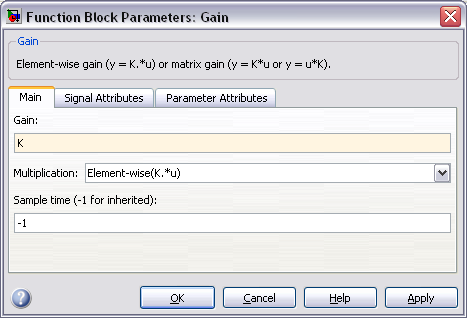 Function Block Parameters: Gain
Gain
Element-wise gain (y = K.*u) or matrix gain (y = K*u or y = u*K).
Main Signal Attributes Parameter Attributes
Gain:
K
Multiplication: Element-wise(K.*u)
Sample time (-1 for inherited):
-1
OK Cancel Help Apply